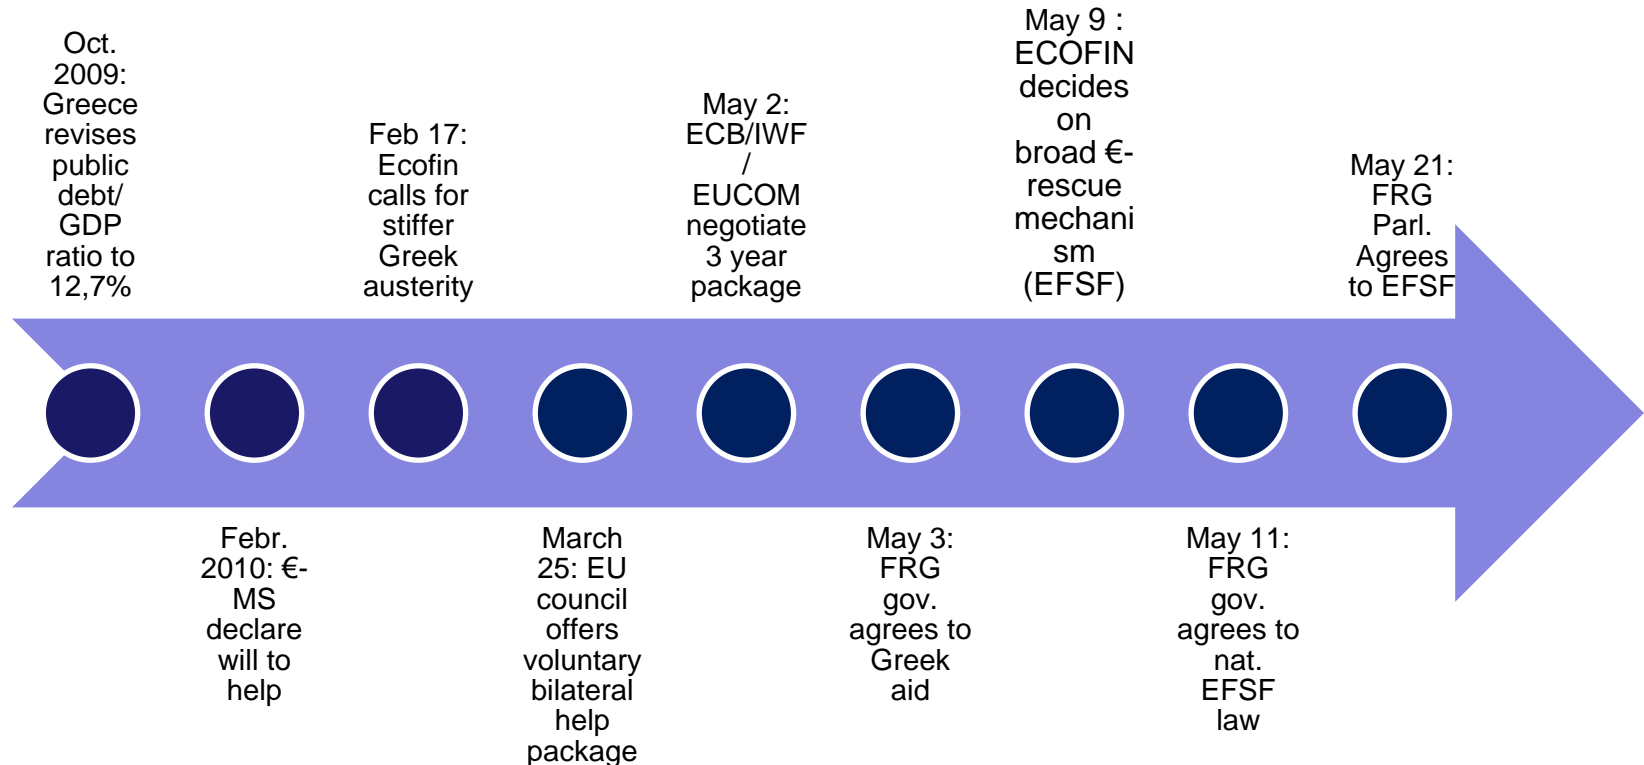 Oct.
2009:
Greece
revises
public
debt/
GDP
ratio to
12,7%
Febr.
2010: €-
MS
declare
will to
help
Feb 17:
Ecofin
calls for
stiffer
Greek
austerity
March
25: EU
council
offers
voluntary
bilateral
help
package
May 2:
ECB/IWF
/
EUCOM
negotiate
3 year
package
May 3:
FRG
gov.
agrees to
Greek
aid
May 9 :
ECOFIN
decides
on
broad €-
rescue
mechani
sm
(EFSF)
May 11:
FRG
gov.
agrees to
nat.
EFSF
law
May 21:
FRG
Parl.
Agrees
to EFSF